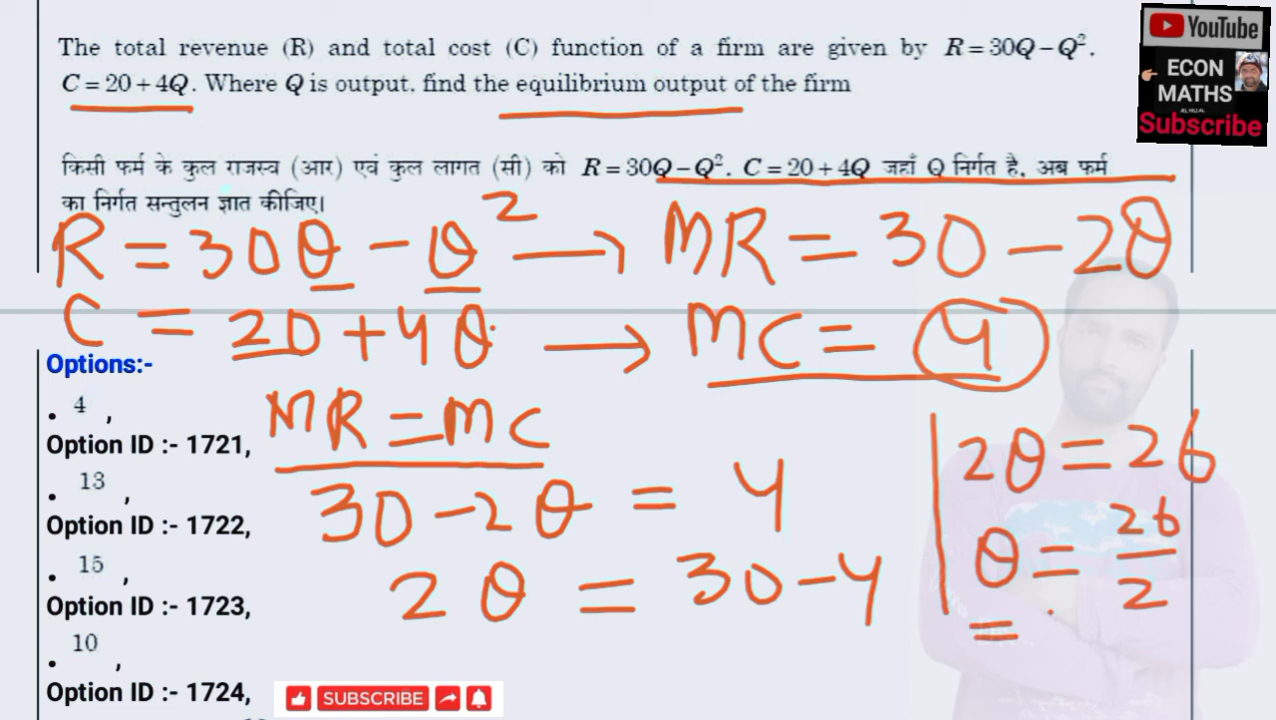 The total revenue (R) and total cost (C) function of a firm are given by R = 30Q − Q².
C = 20 + 4Q. Where Q is output. find the equilibrium output of the firm
किसी फर्म के कुल राजस्व (आर) एवं कुल लागत (सी) को R = 30Q − Q². C = 20 + 4Q जहाँ Q निर्गत है, अब फर्म
का निर्गत सन्तुलन ज्ञात कीजिए।
YouTube
ECON
MATHS
Subscribe
R = 30Q − Q² → MR = 30 − 2Q
C = 20 + 4Q → MC = 4
Options:-
• 4 ,
Option ID :- 1721,
• 13 ,
Option ID :- 1722,
• 15 ,
Option ID :- 1723,
• 10 ,
Option ID :- 1724,
MR = MC
30 − 2Q = 4
2Q = 30 − 4
2Q = 26
Q = 26/2
SUBSCRIBE